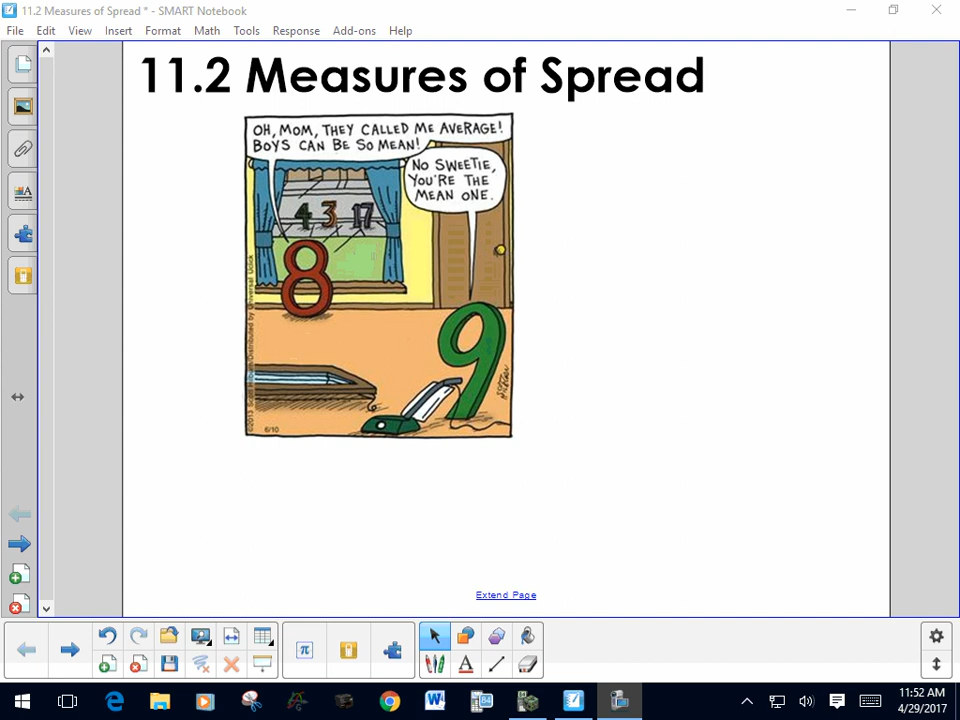 11.2 Measures of Spread * - SMART Notebook
File Edit View Insert Format Math Tools Response Add-ons Help
11.2 Measures of Spread
OH, MOM, THEY CALLED ME AVERAGE!
BOYS CAN BE SO MEAN!
NO SWEETIE,
YOU'RE THE
MEAN ONE.
4 3 17
8
9
6/10
Extend Page
11:52 AM
4/29/2017